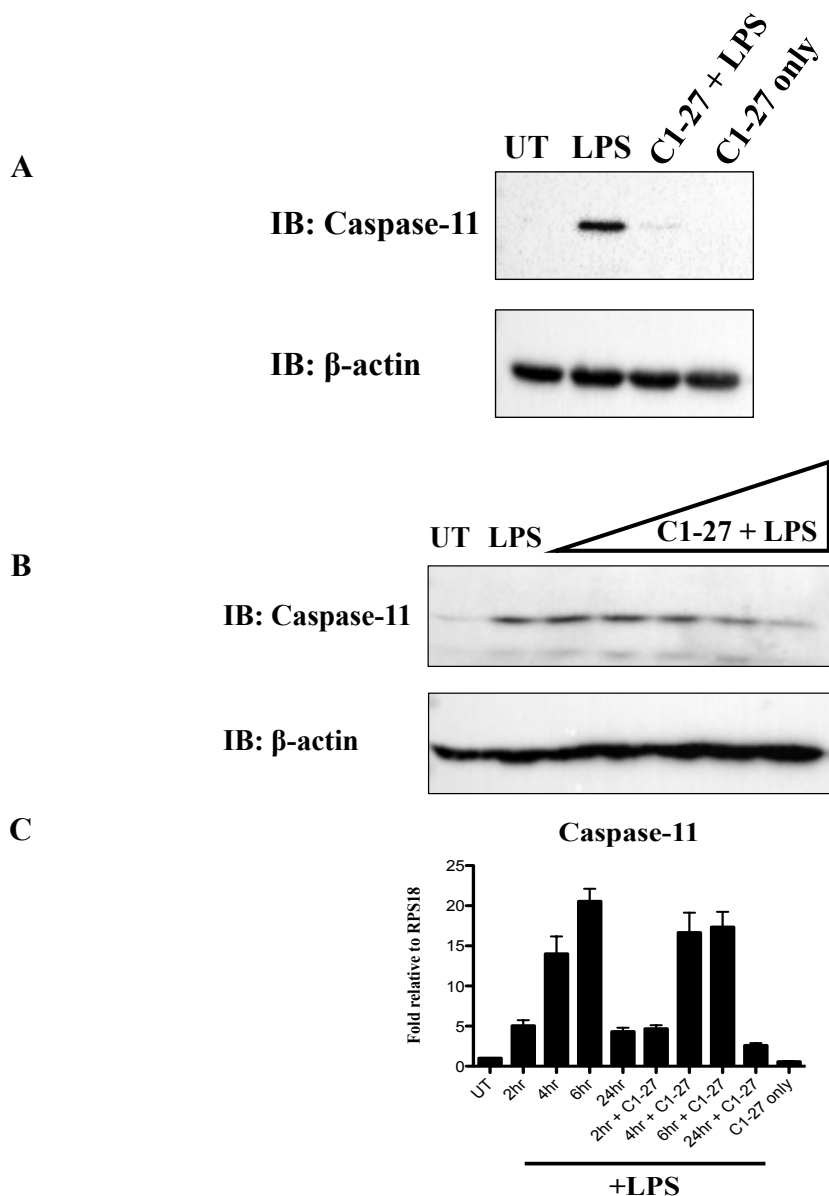 A
UT LPS C1-27 + LPS C1-27 only
IB: Caspase-11
IB: β-actin
B
UT LPS C1-27 + LPS
IB: Caspase-11
IB: β-actin
C
Caspase-11
Fold relative to RPS18
25
20
15
10
5
0
UT 2hr 4hr 6hr 24hr 2hr + C1-27 4hr + C1-27 6hr + C1-27 24hr + C1-27 C1-27 only
+LPS